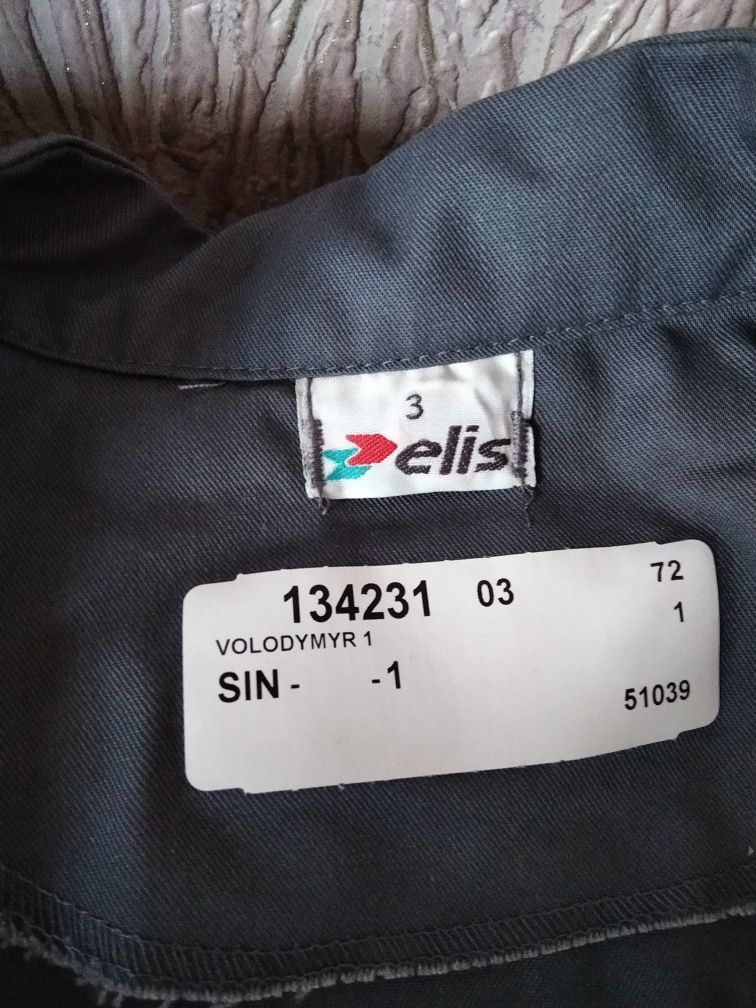 3
elis
134231 03 72
VOLODYMYR 1 1
SIN - -1 51039